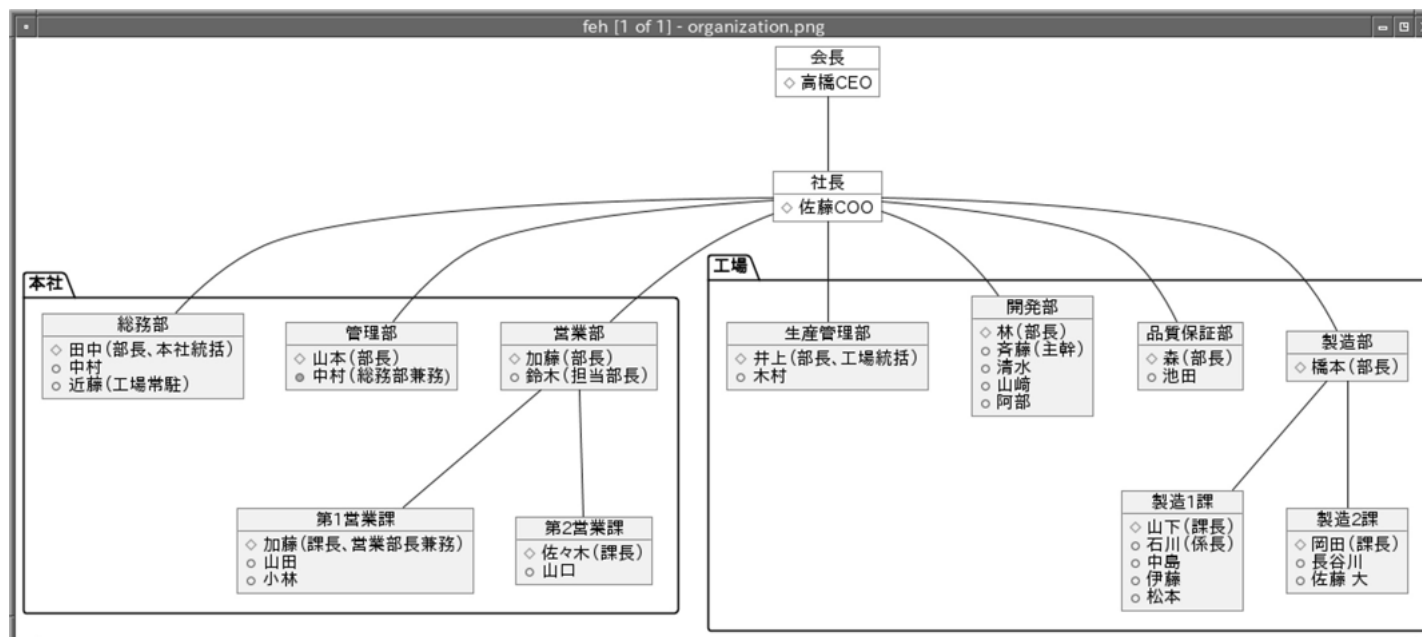 feh [1 of 1] - organization.png
会長
高橋CEO
社長
佐藤COO
本社
総務部
田中(部長、本社統括)
中村
近藤(工場常駐)
管理部
山本(部長)
中村(総務部兼務)
営業部
加藤(部長)
鈴木(担当部長)
第1営業課
加藤(課長、営業部長兼務)
山田
小林
第2営業課
佐々木(課長)
山口
工場
生産管理部
井上(部長、工場統括)
木村
開発部
林(部長)
斉藤(主幹)
清水
山﨑
阿部
品質保証部
森(部長)
池田
製造部
橋本(部長)
製造1課
山下(課長)
石川(係長)
中島
伊藤
松本
製造2課
岡田(課長)
長谷川
佐藤 大